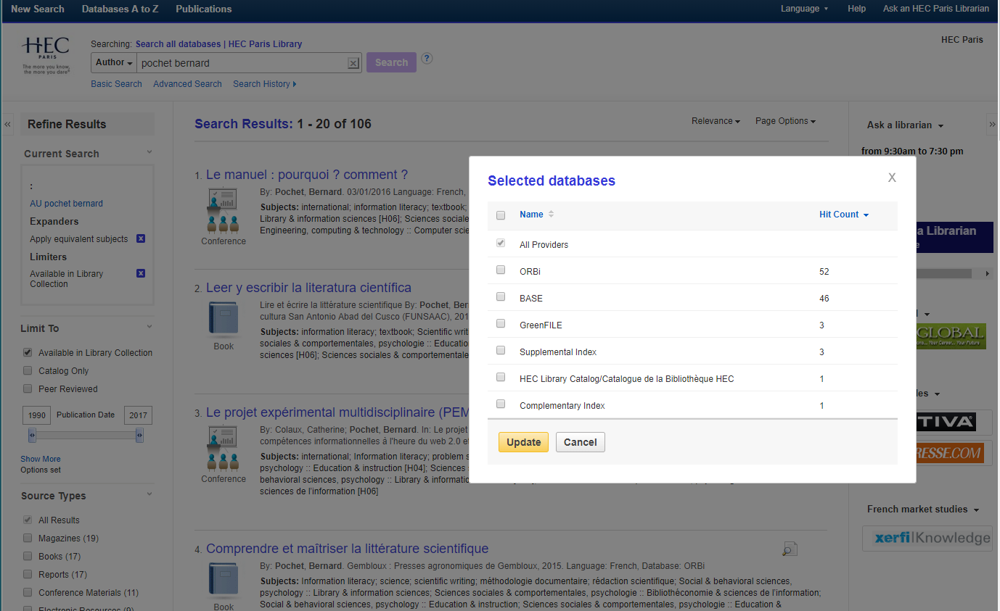 New Search Databases A to Z Publications Language Help Ask an HEC Paris Librarian
HEC
PARIS
The more you know,
the more you dare®
HEC Paris
Searching: Search all databases | HEC Paris Library
Author pochet bernard Search ?
Basic Search Advanced Search Search History
« Refine Results
Current Search
:
AU pochet bernard
Expanders
Apply equivalent subjects
Limiters
Available in Library
Collection
Limit To
Available in Library Collection
Catalog Only
Peer Reviewed
1990 Publication Date 2017
Show More
Options set
Source Types
All Results
Magazines (19)
Books (17)
Reports (17)
Conference Materials (11)
Electronic Resources (9)
Search Results: 1 - 20 of 106
Relevance Page Options
1. Le manuel : pourquoi ? comment ?
By: Pochet, Bernard. 03/01/2016 Language: French,
Subjects: international; information literacy; textbook;
Library & information sciences [H06]; Sciences sociale
Engineering, computing & technology :: Computer scie
Conference
2. Leer y escribir la literatura científica
Lire et écrire la littérature scientifique By: Pochet, Ber
cultura San Antonio Abad del Cusco (FUNSAAC), 201
Subjects: information literacy; textbook; Scientific writ
sociales & comportementales, psychologie :: Education
sciences [H06]; Sciences sociales & comportementale
Book
3. Le projet expérimental multidisciplinaire (PEM
By: Colaux, Catherine; Pochet, Bernard. In: Le projet
compétences informationnelles à l'heure du web 2.0 et
Subjects: international; Information literacy; problem s
psychology :: Education & instruction [H04]; Sciences
behavioral sciences, psychology :: Library & informatio
sciences de l'information [H06]
Conference
4. Comprendre et maîtriser la littérature scientifique
By: Pochet, Bernard. Gembloux : Presses agronomiques de Gembloux, 2015. Language: French, Database: ORBi
Subjects: Information literacy; science; scientific writing; méthodologie documentaire; rédaction scientifique; Social & behavioral sciences,
psychology :: Library & information sciences; Sciences sociales & comportementales, psychologie :: Bibliothéconomie & sciences de l'information;
Social & behavioral sciences, psychology :: Education & instruction; Sciences sociales & comportementales, psychologie :: Education &
Book
Selected databases X
Name Hit Count
All Providers
ORBi 52
BASE 46
GreenFILE 3
Supplemental Index 3
HEC Library Catalog/Catalogue de la Bibliothèque HEC 1
Complementary Index 1
Update Cancel
Ask a librarian »
from 9:30am to 7:30 pm
a Librarian
e
l
GLOBAL
les
TIVA
RESSE.COM
French market studies
xerfi Knowledge